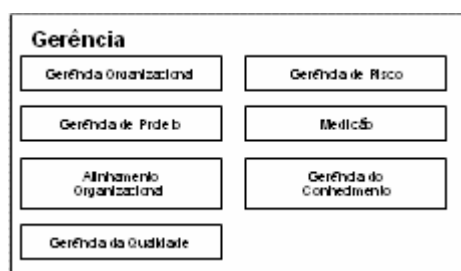 Gerência
Gerência Organizacional
Gerência de Risco
Gerência de Projeto
Medição
Alinhamento
Organizacional
Gerência do
Conhecimento
Gerência da Qualidade